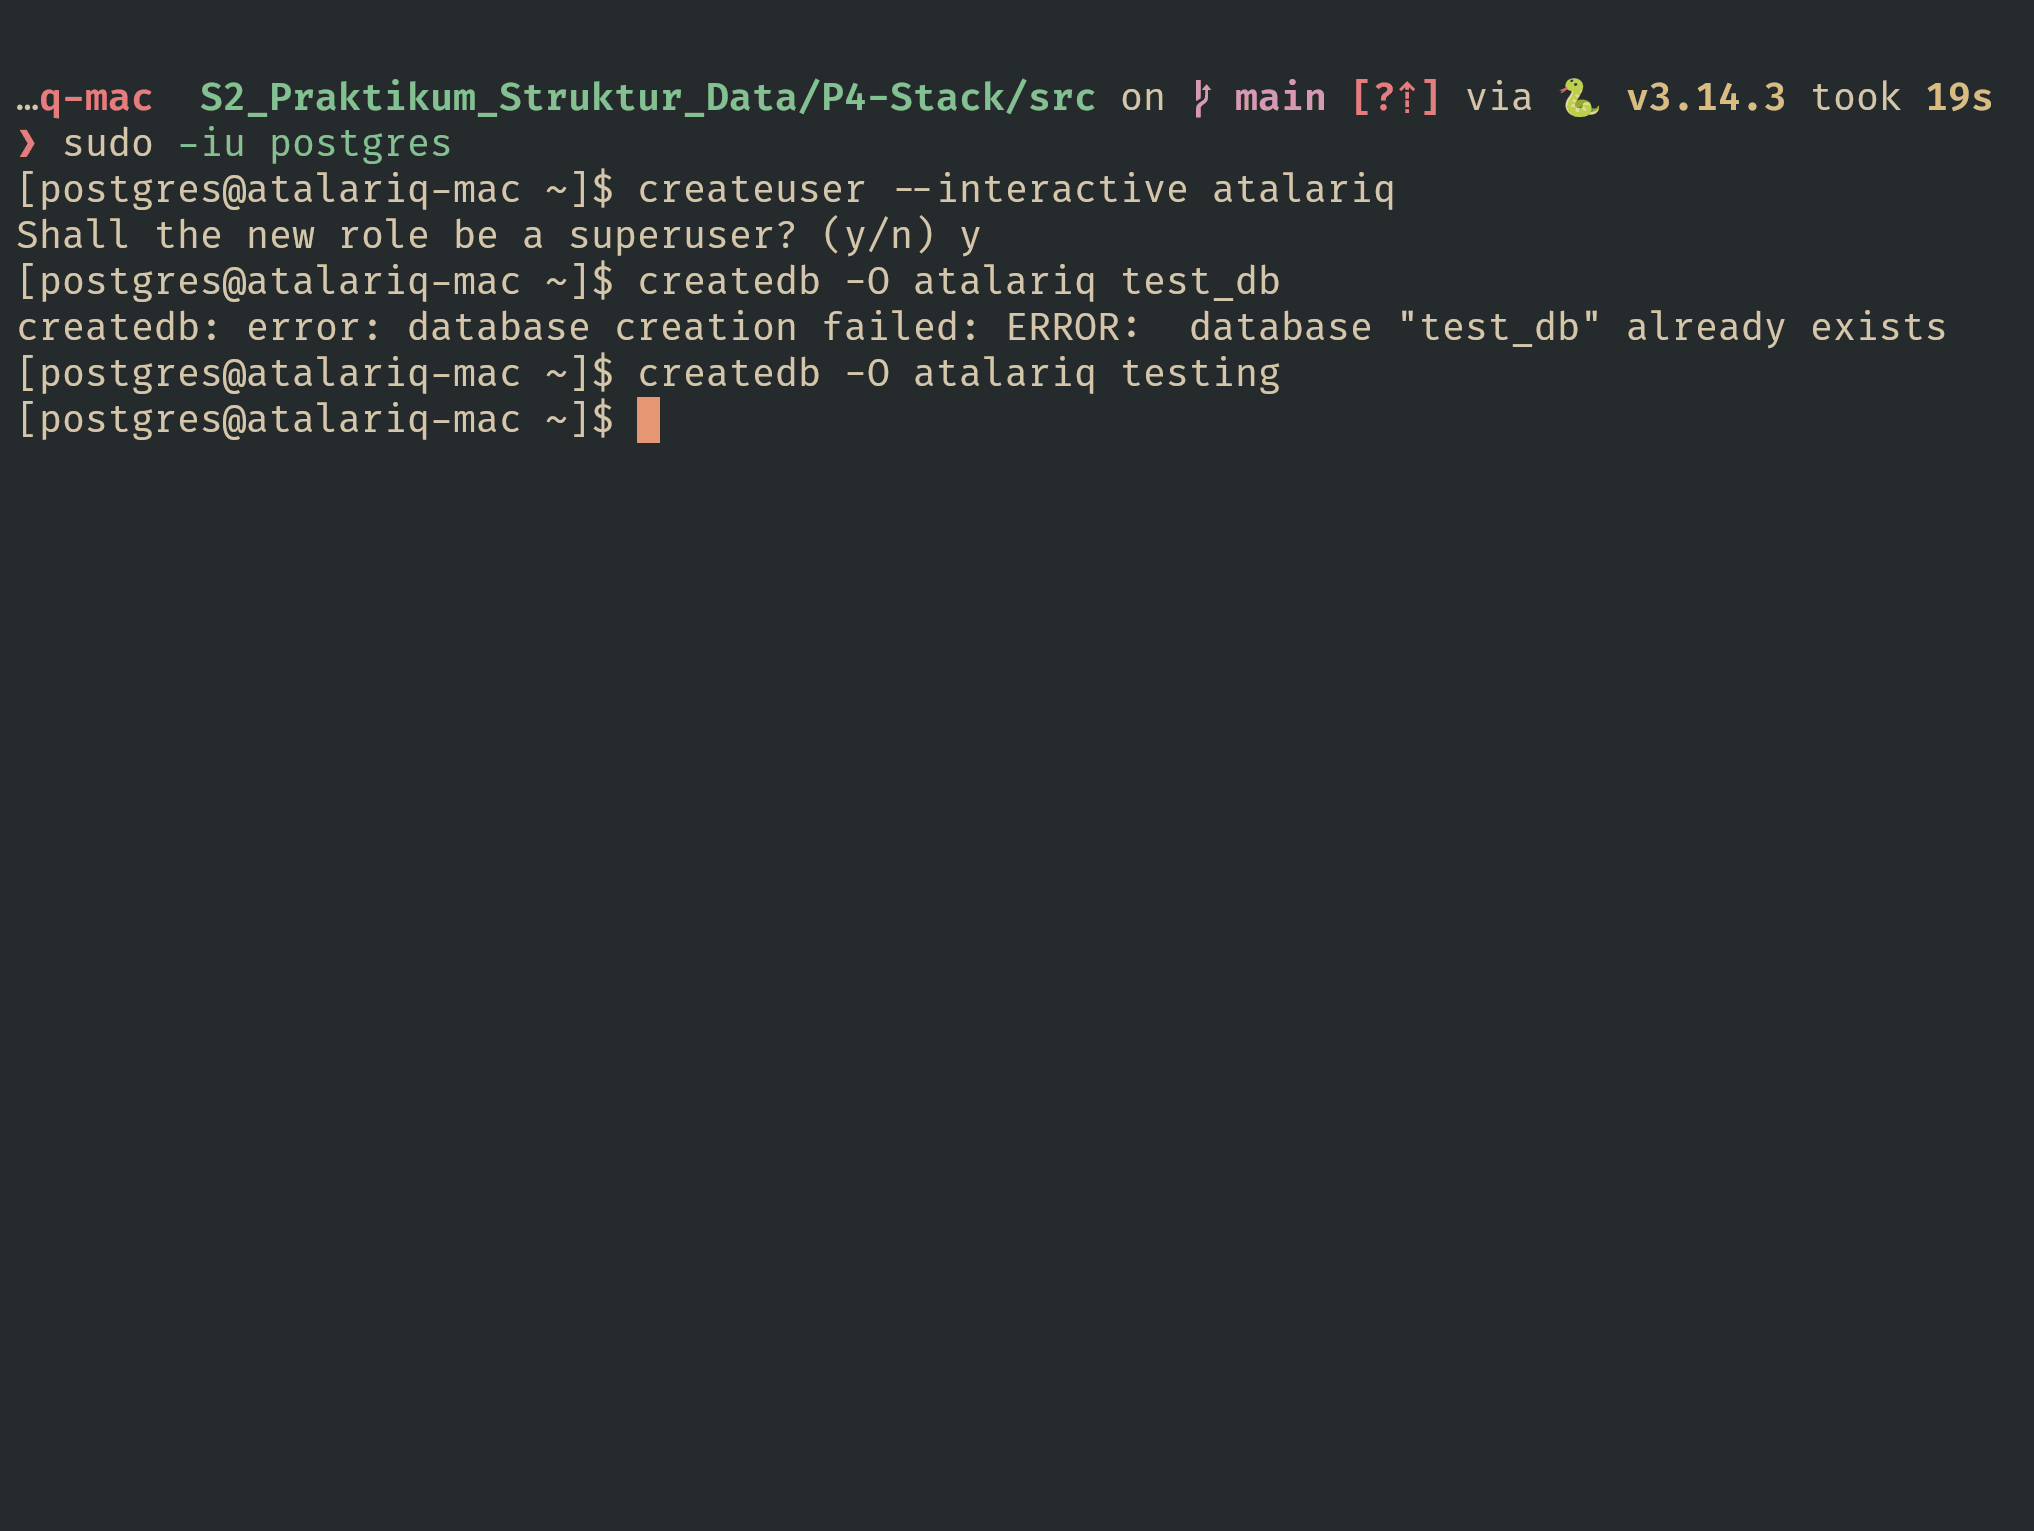 …q-mac  S2_Praktikum_Struktur_Data/P4-Stack/src on main [?⇡] via 🐍 v3.14.3 took 19s
❯ sudo -iu postgres
[postgres@atalariq-mac ~]$ createuser --interactive atalariq
Shall the new role be a superuser? (y/n) y
[postgres@atalariq-mac ~]$ createdb -O atalariq test_db
createdb: error: database creation failed: ERROR:  database "test_db" already exists
[postgres@atalariq-mac ~]$ createdb -O atalariq testing
[postgres@atalariq-mac ~]$